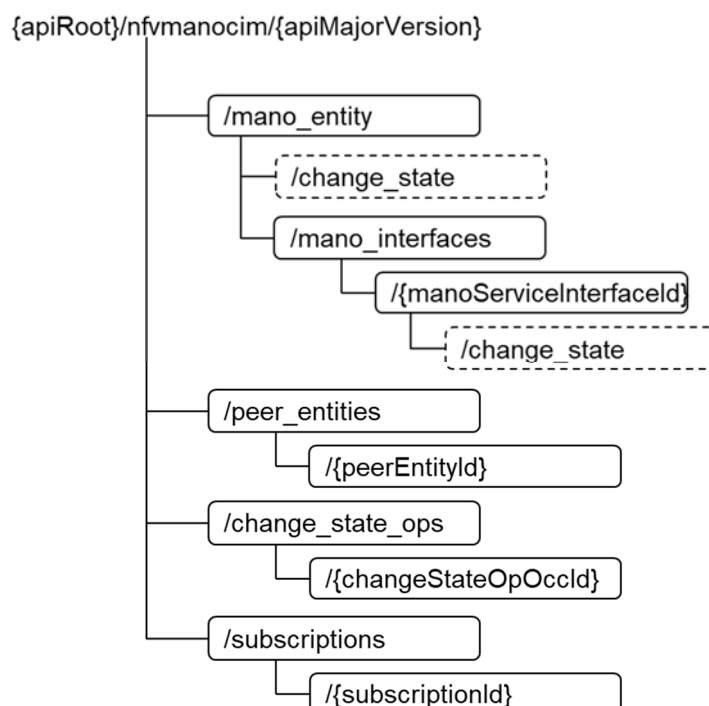 {apiRoot}/nfvmanocim/{apiMajorVersion}
/mano_entity
/change_state
/mano_interfaces
/{manoServiceInterfaceId}
/change_state
/peer_entities
/{peerEntityId}
/change_state_ops
/{changeStateOpOccId}
/subscriptions
/{subscriptionId}